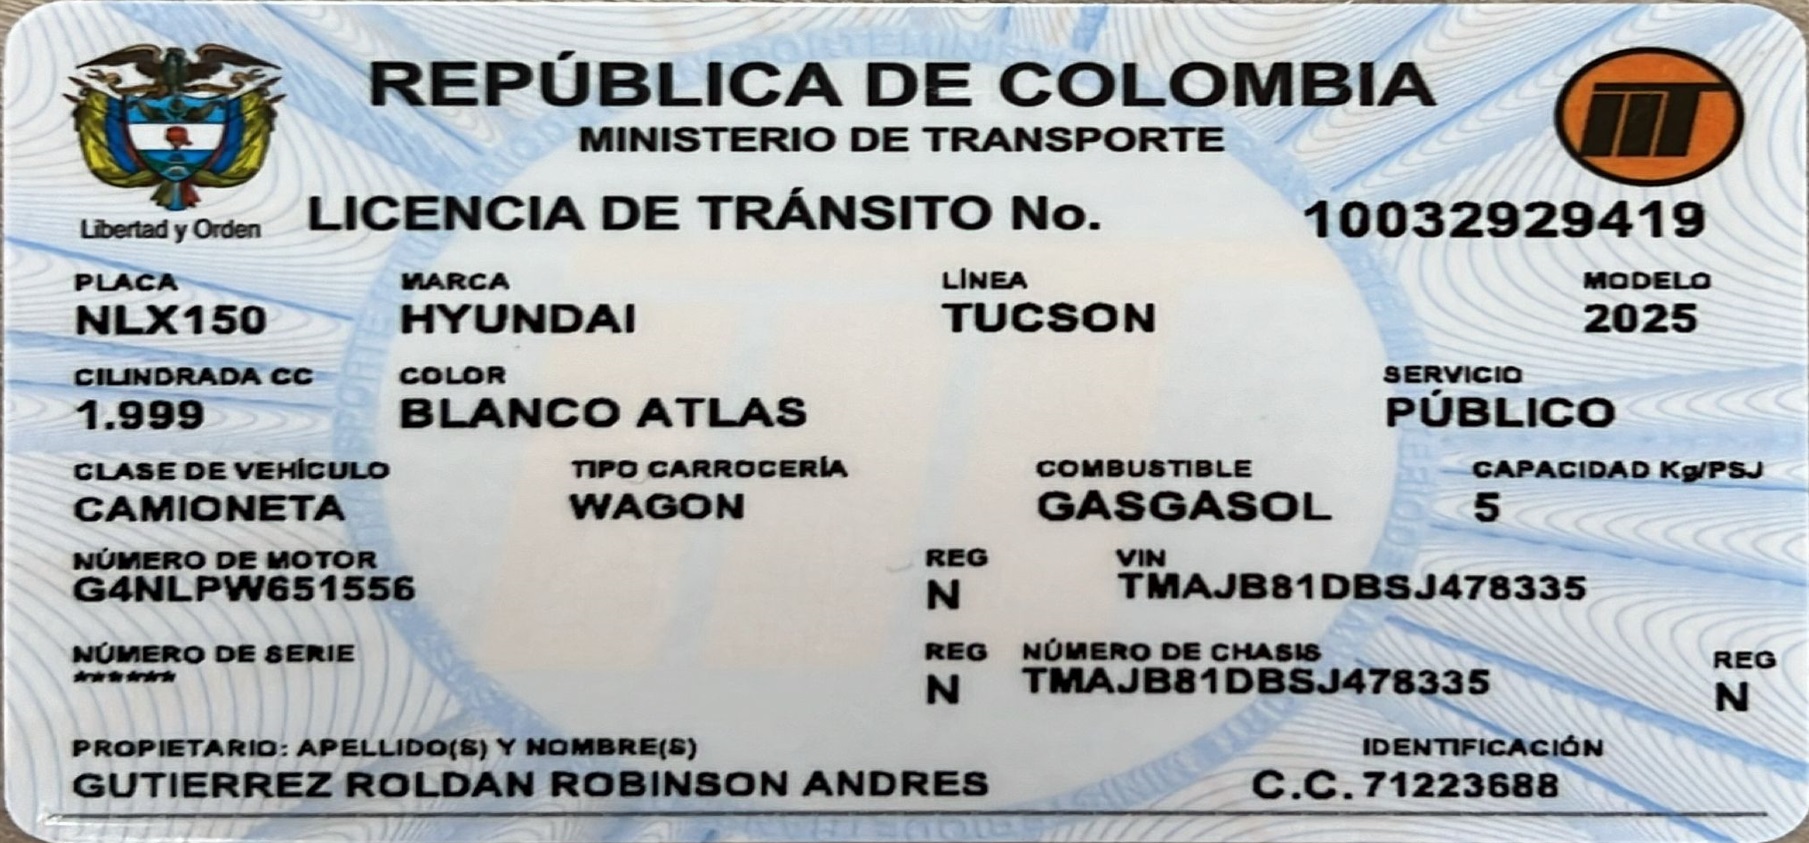 REPÚBLICA DE COLOMBIA
MINISTERIO DE TRANSPORTE
Libertad y Orden
LICENCIA DE TRÁNSITO No. 10032929419
PLACA MARCA LÍNEA MODELO
NLX150 HYUNDAI TUCSON 2025
CILINDRADA CC COLOR SERVICIO
1.999 BLANCO ATLAS PÚBLICO
CLASE DE VEHÍCULO TIPO CARROCERÍA COMBUSTIBLE CAPACIDAD Kg/PSJ
CAMIONETA WAGON GASGASOL 5
NÚMERO DE MOTOR REG VIN
G4NLPW651556 N TMAJB81DBSJ478335
NÚMERO DE SERIE REG NÚMERO DE CHASIS REG
****** N TMAJB81DBSJ478335 N
PROPIETARIO: APELLIDO(S) Y NOMBRE(S) IDENTIFICACIÓN
GUTIERREZ ROLDAN ROBINSON ANDRES C.C. 71223688